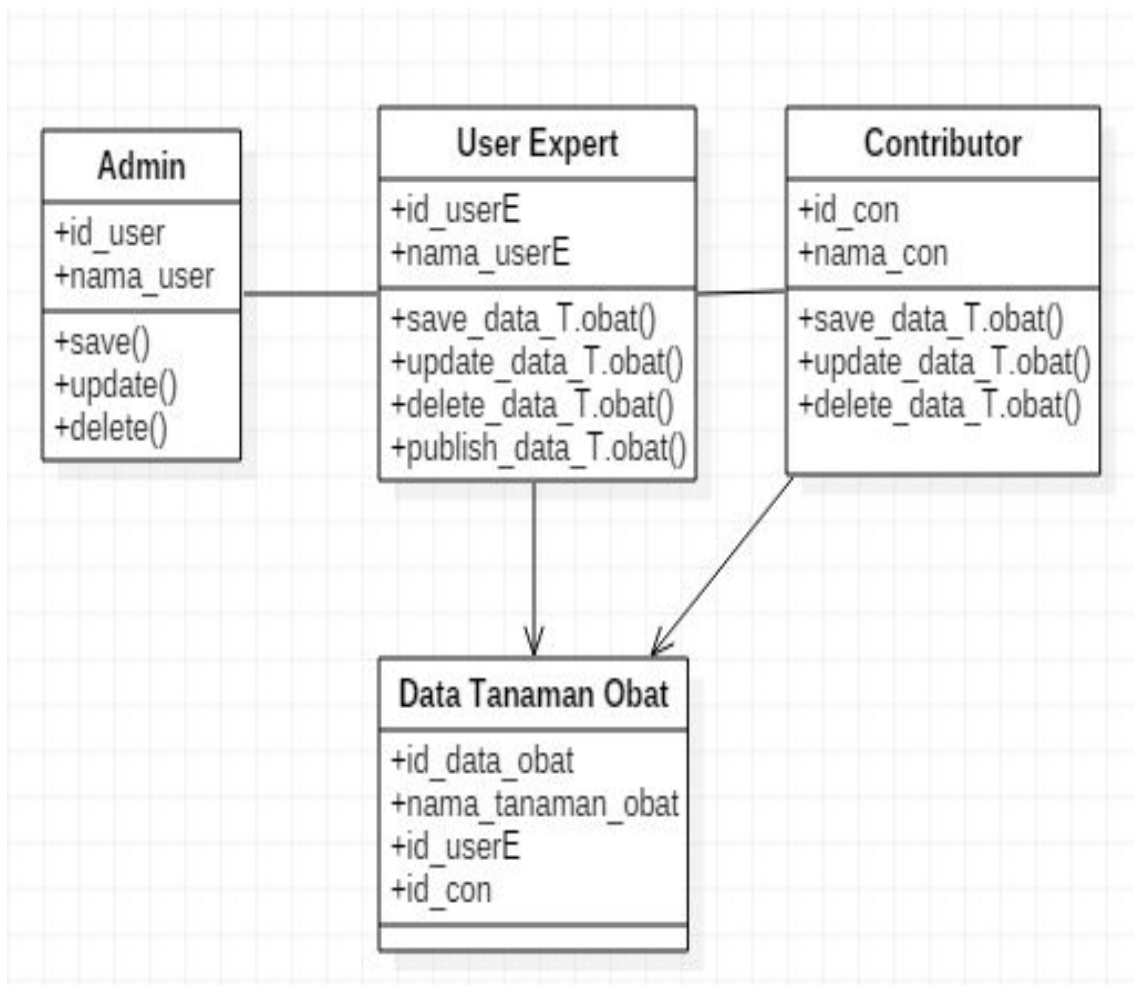 Admin
+id_user
+nama_user
+save()
+update()
+delete()
User Expert
+id_userE
+nama_userE
+save_data_T.obat()
+update_data_T.obat()
+delete_data_T.obat()
+publish_data_T.obat()
Contributor
+id_con
+nama_con
+save_data_T.obat()
+update_data_T.obat()
+delete_data_T.obat()
Data Tanaman Obat
+id_data_obat
+nama_tanaman_obat
+id_userE
+id_con